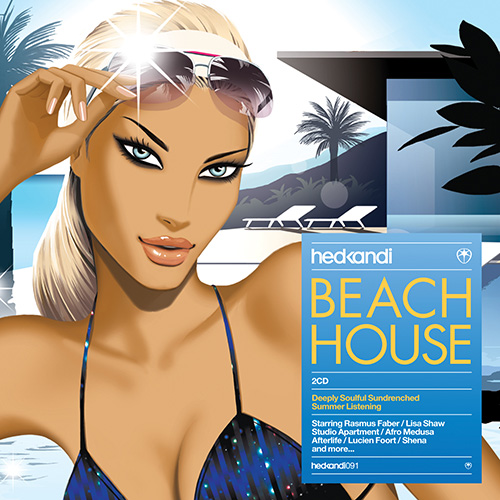 hedkandi
BEACH
HOUSE
2CD
Deeply Soulful Sundrenched
Summer Listening
Starring Rasmus Faber / Lisa Shaw
Studio Apartment / Afro Medusa
Afterlife / Lucien Foort / Shena
and more...
hedkandi091